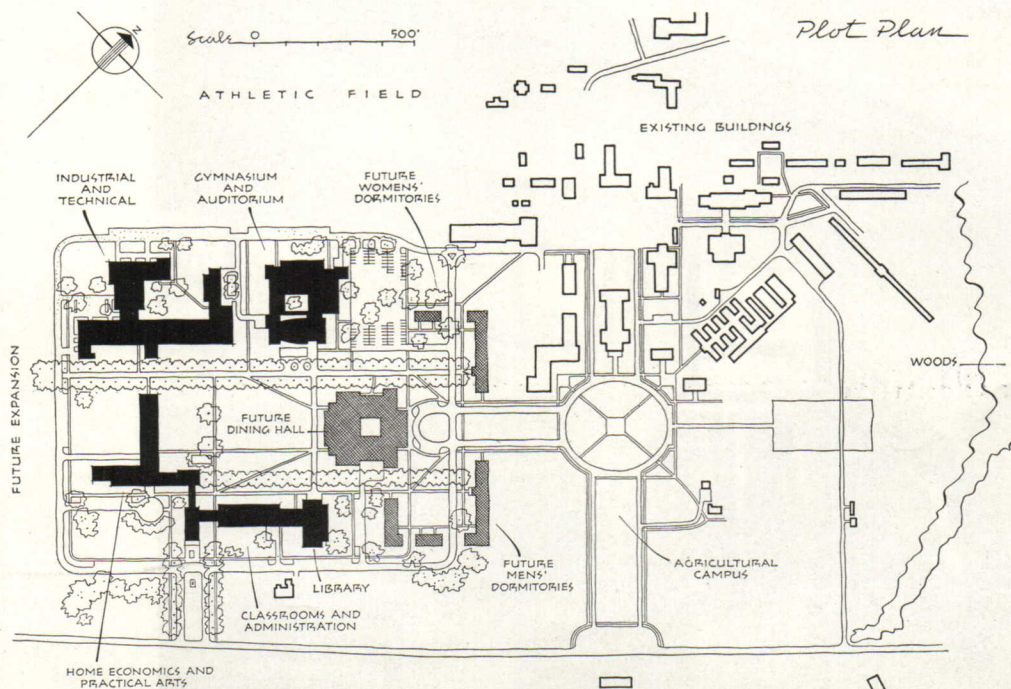 N
Scale 0 500'
Plot Plan
ATHLETIC FIELD
EXISTING BUILDINGS
INDUSTRIAL
AND
TECHNICAL
GYMNASIUM
AND
AUDITORIUM
FUTURE
WOMENS'
DORMITORIES
WOODS
FUTURE EXPANSION
FUTURE
DINING HALL
LIBRARY
CLASSROOMS AND
ADMINISTRATION
FUTURE
MENS'
DORMITORIES
AGRICULTURAL
CAMPUS
HOME ECONOMICS AND
PRACTICAL ARTS